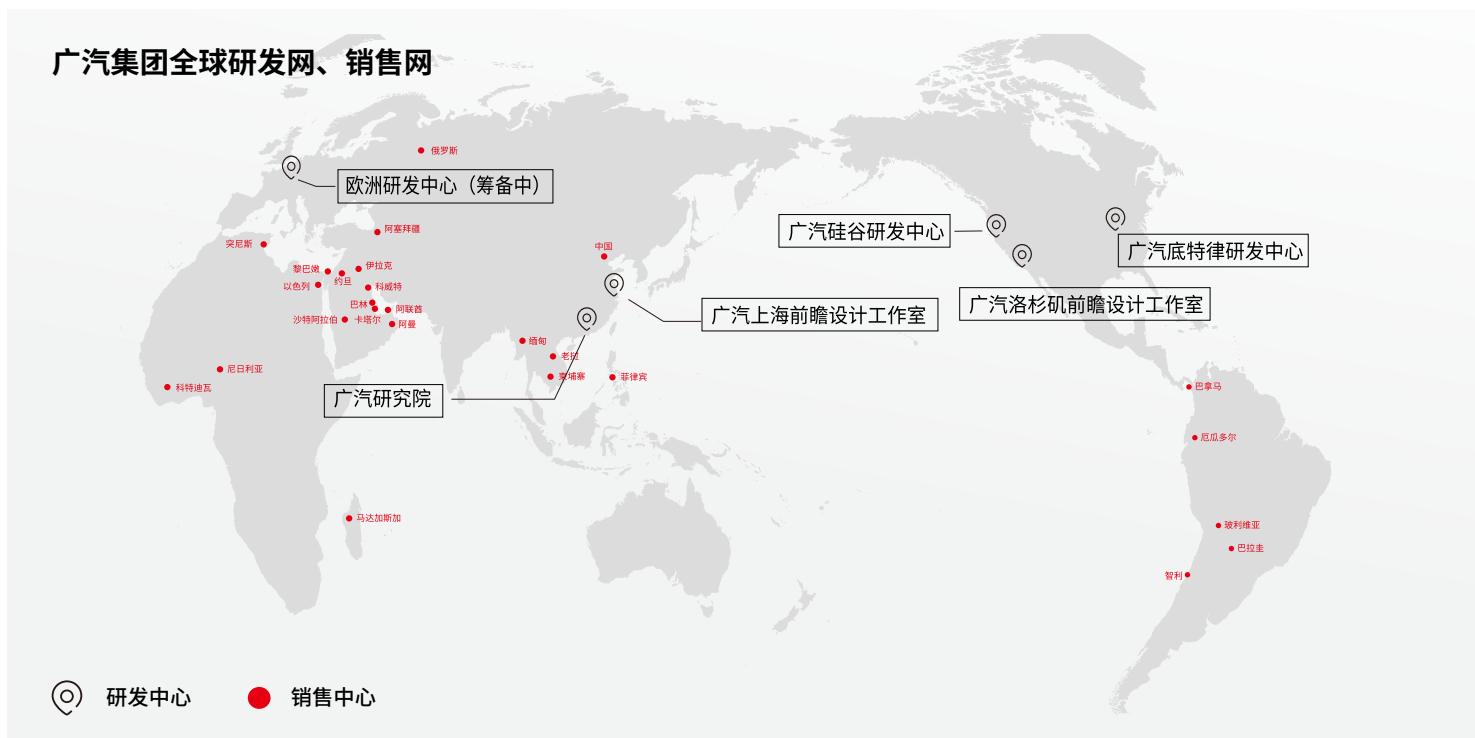 广汽集团全球研发网、销售网
俄罗斯
欧洲研发中心（筹备中）
阿塞拜疆
突尼斯
中国
黎巴嫩
约旦
伊拉克
以色列
科威特
巴林
阿联酋
沙特阿拉伯
卡塔尔
阿曼
缅甸
老挝
柬埔寨
菲律宾
尼日利亚
科特迪瓦
马达加斯加
广汽研究院
广汽上海前瞻设计工作室
广汽硅谷研发中心
广汽底特律研发中心
广汽洛杉矶前瞻设计工作室
巴拿马
厄瓜多尔
玻利维亚
巴拉圭
智利
研发中心
销售中心